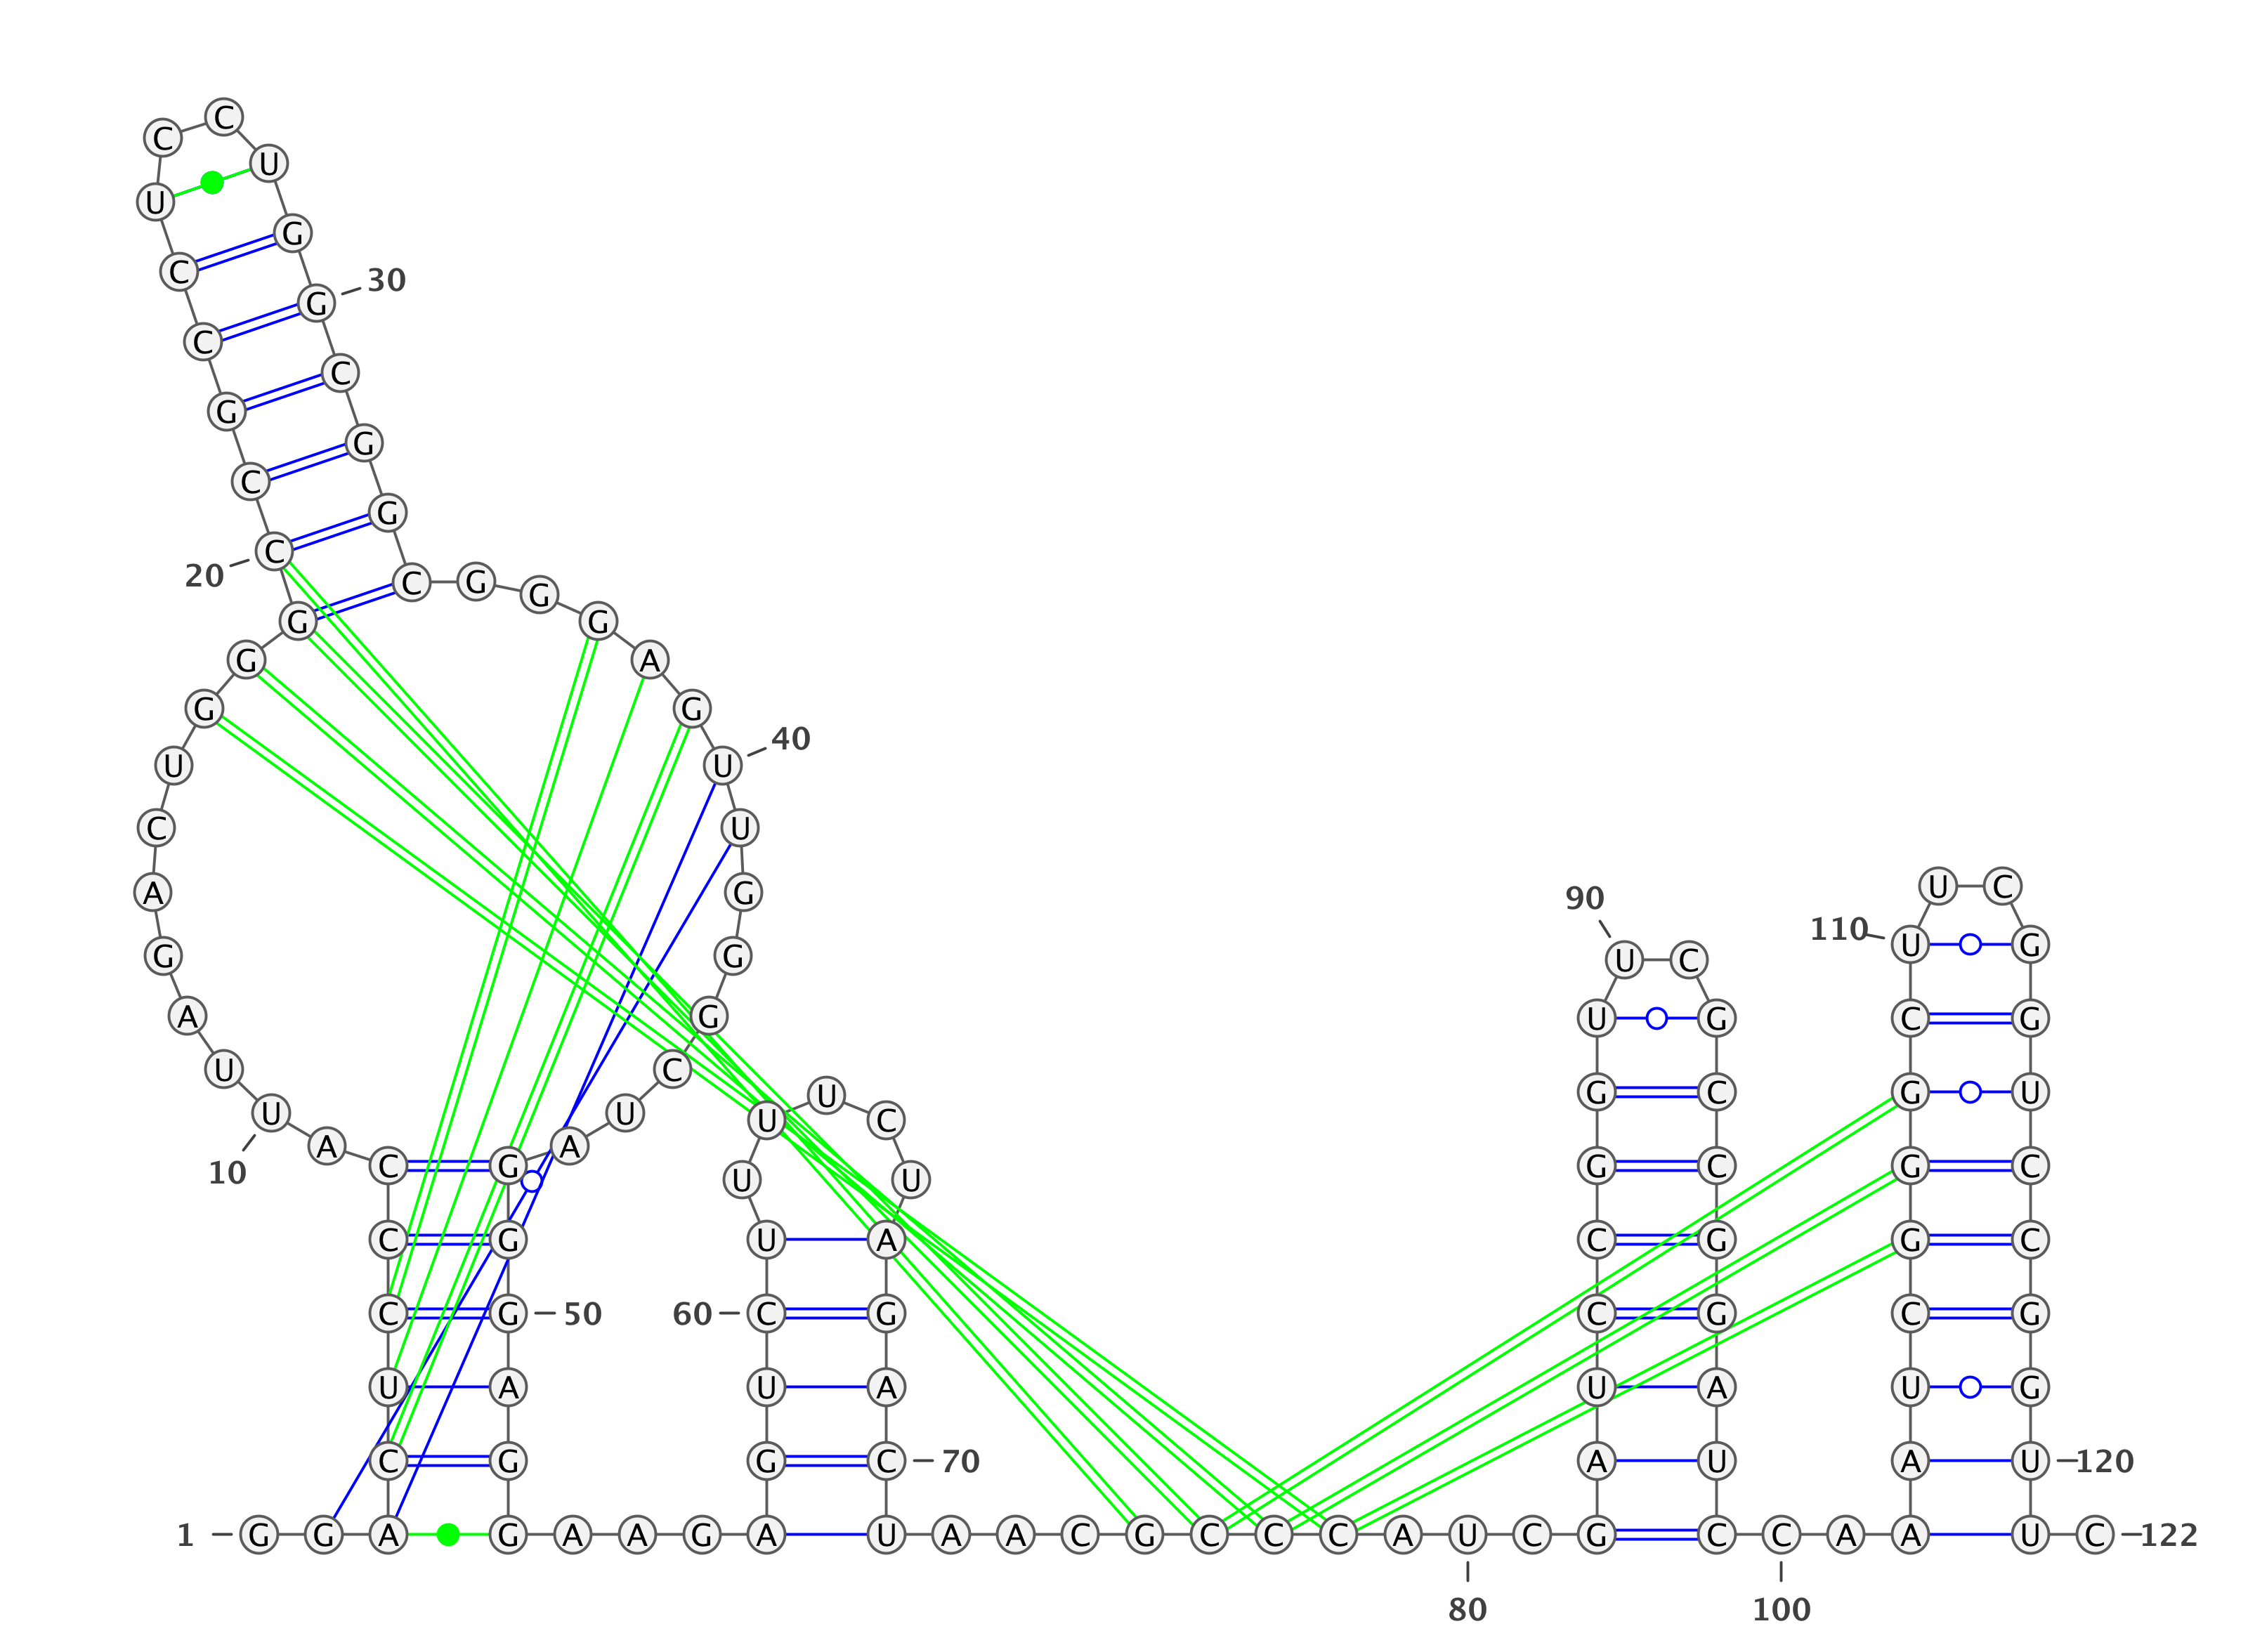 C
C
U
U
G
C
30
G
C
C
G
G
C
G
C
20 C G G
G G
G A
G G
40
U U
C U
A G U C
90
110 U G
G G U C
A G U G C G
U C
U G C G U
U U U C
A A
C G G C G C
10 U U
C G U A C G G C
C G 50 60 C G C G C G
U A U A U A U G
C G G C 70 A U A U 120
1 G G A G A A G A U A A C G C C C A U C G C C A A A U C 122
80 100